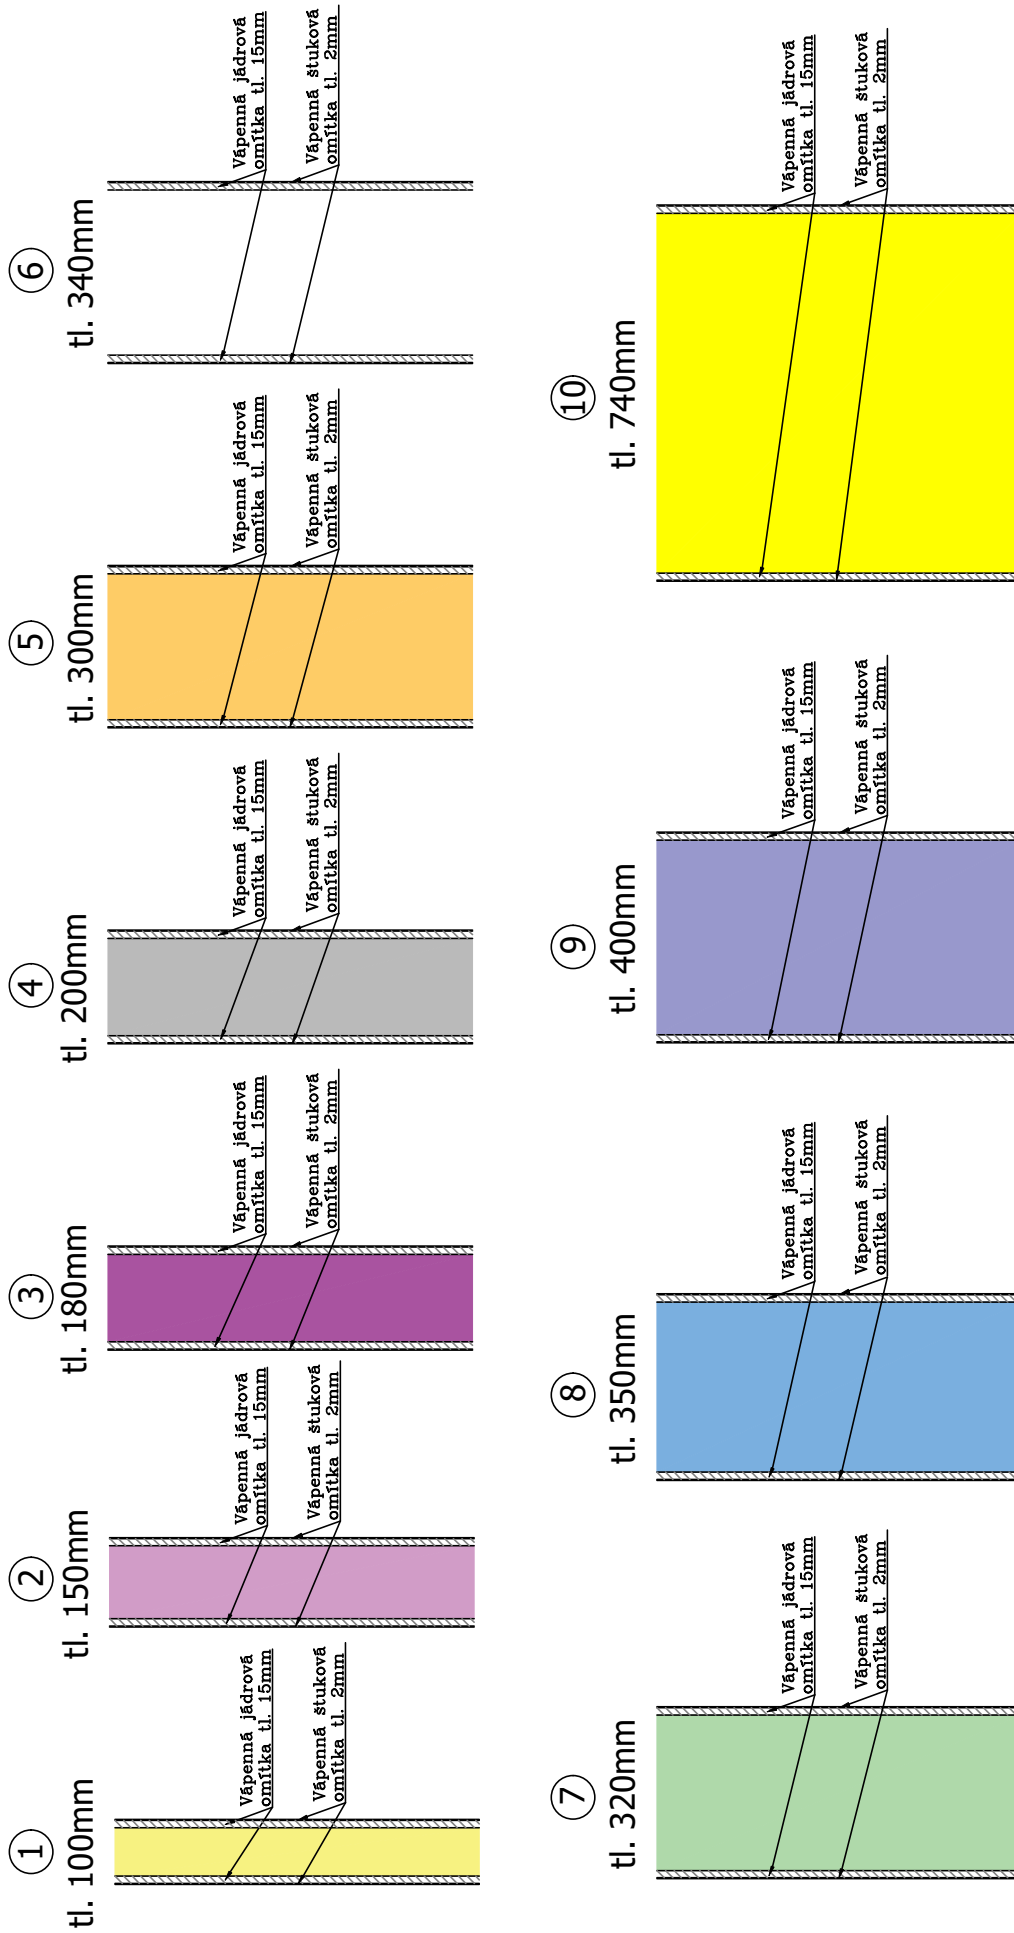 1
tl. 100mm
Vápenná jádrová
omítka tl. 15mm
Vápenná štuková
omítka tl. 2mm
2
tl. 150mm
Vápenná jádrová
omítka tl. 15mm
Vápenná štuková
omítka tl. 2mm
3
tl. 180mm
Vápenná jádrová
omítka tl. 15mm
Vápenná štuková
omítka tl. 2mm
4
tl. 200mm
Vápenná jádrová
omítka tl. 15mm
Vápenná štuková
omítka tl. 2mm
5
tl. 300mm
Vápenná jádrová
omítka tl. 15mm
Vápenná štuková
omítka tl. 2mm
6
tl. 340mm
Vápenná jádrová
omítka tl. 15mm
Vápenná štuková
omítka tl. 2mm
7
tl. 320mm
Vápenná jádrová
omítka tl. 15mm
Vápenná štuková
omítka tl. 2mm
8
tl. 350mm
Vápenná jádrová
omítka tl. 15mm
Vápenná štuková
omítka tl. 2mm
9
tl. 400mm
Vápenná jádrová
omítka tl. 15mm
Vápenná štuková
omítka tl. 2mm
10
tl. 740mm
Vápenná jádrová
omítka tl. 15mm
Vápenná štuková
omítka tl. 2mm